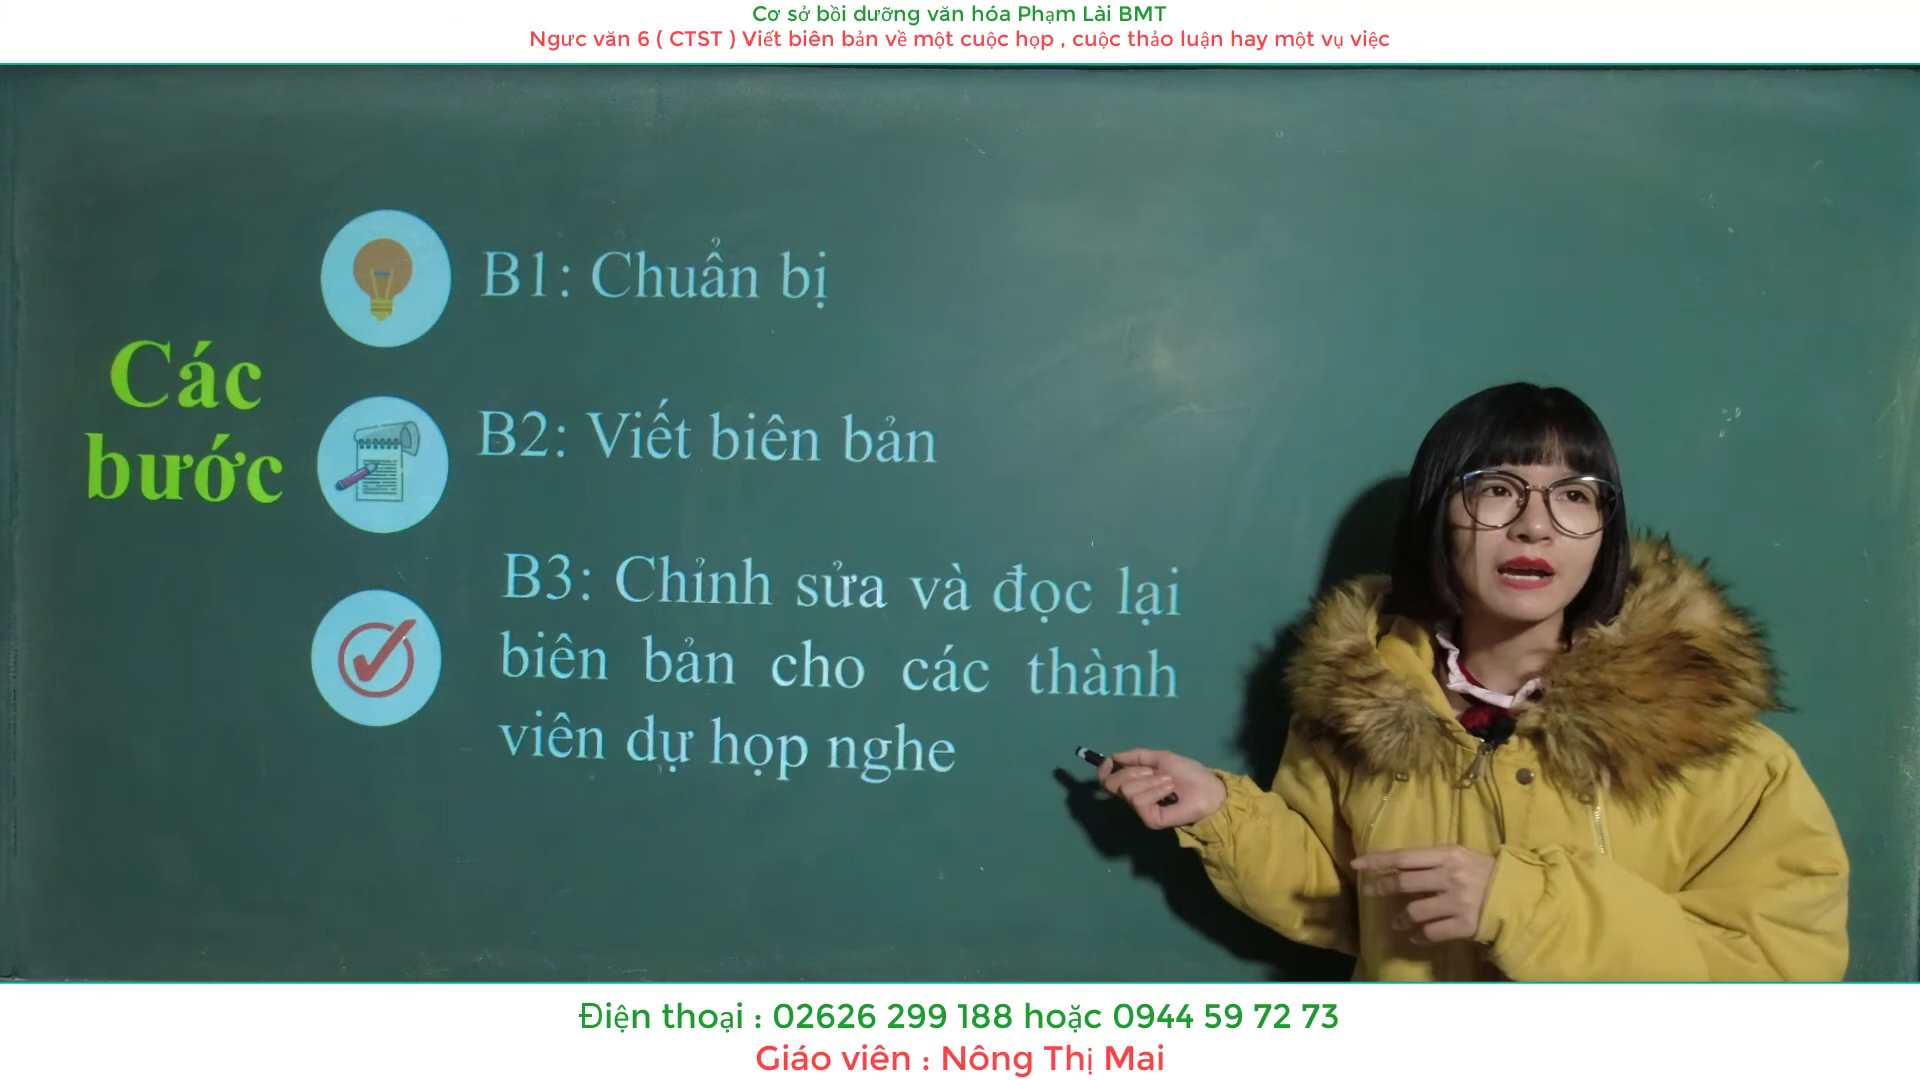 Cơ sở bồi dưỡng văn hóa Phạm Lài BMT
Ngưc văn 6 ( CTST ) Viết biên bản về một cuộc họp , cuộc thảo luận hay một vụ việc
Các
bước
B1: Chuẩn bị
B2: Viết biên bản
B3: Chỉnh sửa và đọc lại
biên bản cho các thành
viên dự họp nghe
Điện thoại : 02626 299 188 hoặc 0944 59 72 73
Giáo viên : Nông Thị Mai